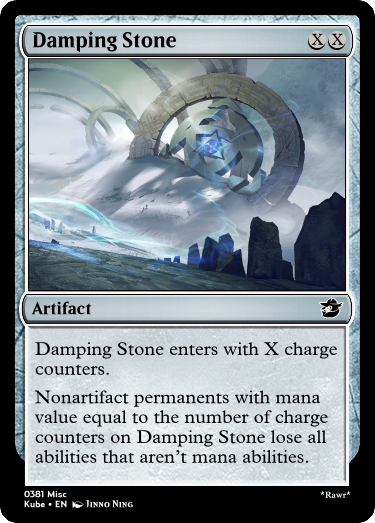 Damping Stone XX
Artifact
Damping Stone enters with X charge
counters.
Nonartifact permanents with mana
value equal to the number of charge
counters on Damping Stone lose all
abilities that aren't mana abilities.
0381 Misc
Kube • EN Jinno Ning
*Rawr*